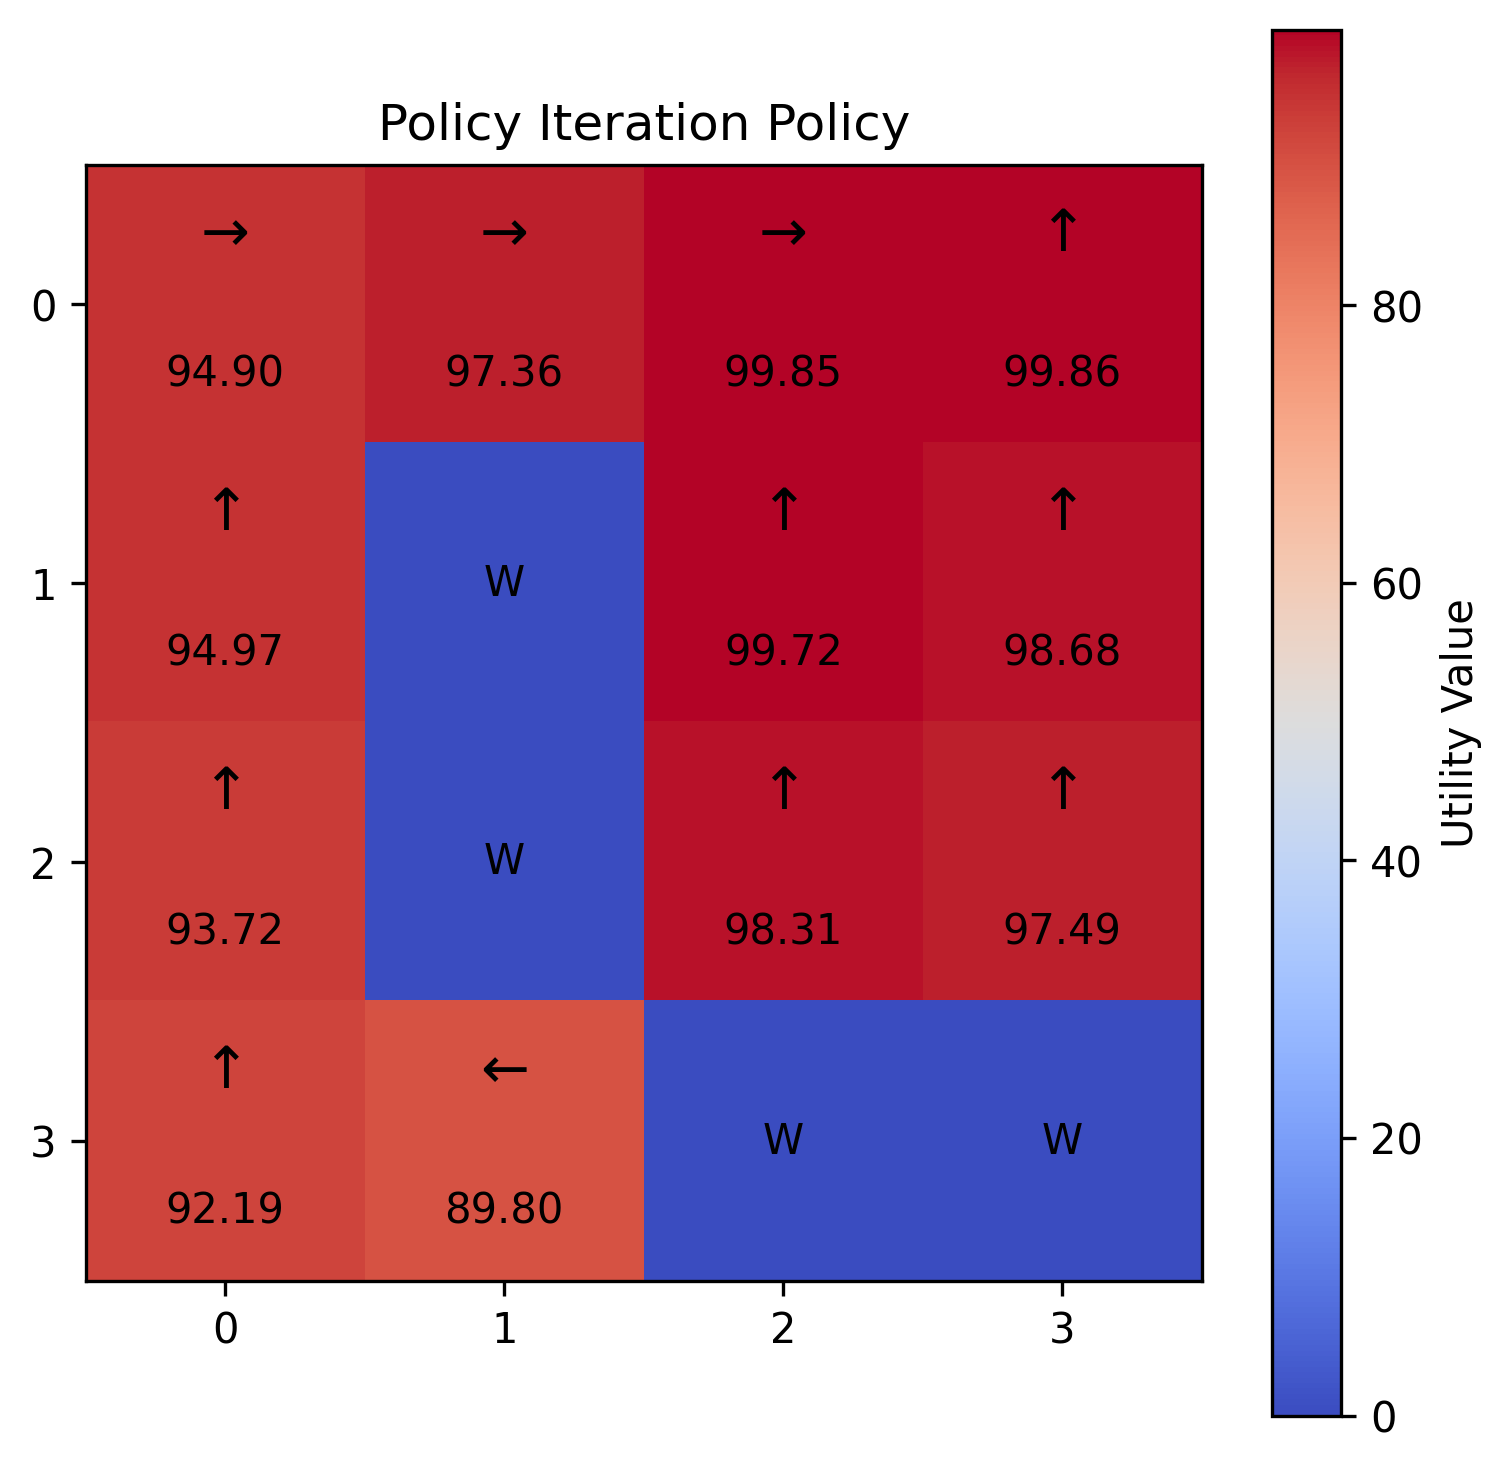 Policy Iteration Policy
→ → → ↑
0
94.90 97.36 99.85 99.86
↑ ↑ ↑
1 W
94.97 99.72 98.68
↑ ↑ ↑
2 W
93.72 98.31 97.49
↑ ←
3 W W
92.19 89.80
0 1 2 3
80
60
40
20
0
Utility Value